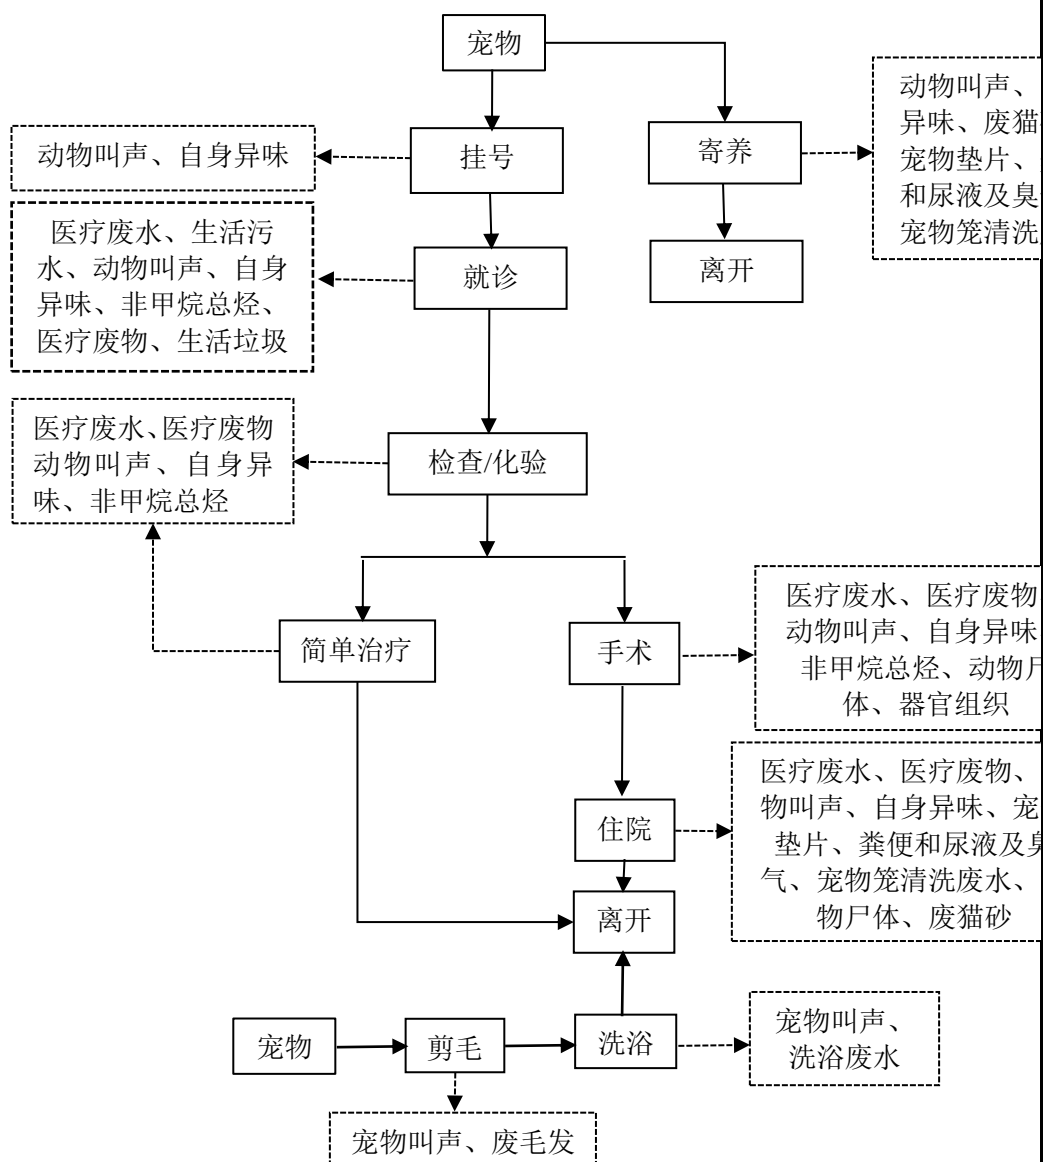 宠物
动物叫声、
异味、废猫
宠物垫片、
和尿液及臭
宠物笼清洗
动物叫声、自身异味
挂号
寄养
医疗废水、生活污
水、动物叫声、自身
异味、非甲烷总烃、
医疗废物、生活垃圾
就诊
离开
医疗废水、医疗废物
动物叫声、自身异
味、非甲烷总烃
检查/化验
简单治疗
手术
医疗废水、医疗废物
动物叫声、自身异味
非甲烷总烃、动物尸
体、器官组织
医疗废水、医疗废物、
物叫声、自身异味、宠
垫片、粪便和尿液及臭
气、宠物笼清洗废水、
物尸体、废猫砂
住院
离开
宠物
剪毛
洗浴
宠物叫声、
洗浴废水
宠物叫声、废毛发